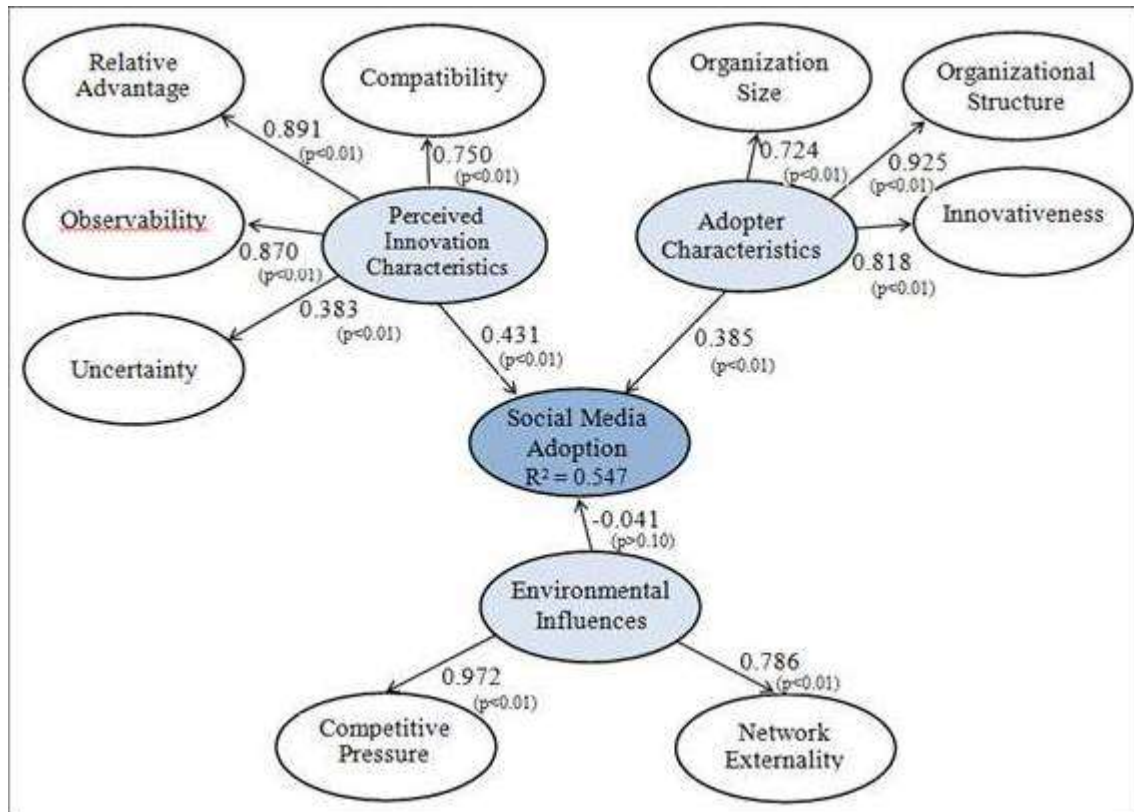 Relative
Advantage
Compatibility
Organization
Size
Organizational
Structure
0.891
(p<0.01)
0.750
(p<0.01)
0.724
(p<0.01)
0.925
(p<0.01)
Observability
Perceived
Innovation
Characteristics
Adopter
Characteristics
Innovativeness
0.870
(p<0.01)
0.818
(p<0.01)
0.383
(p<0.01)
0.431
(p<0.01)
0.385
(p<0.01)
Uncertainty
Social Media
Adoption
R² = 0.547
-0.041
(p>0.10)
Environmental
Influences
0.972
(p<0.01)
0.786
(p<0.01)
Competitive
Pressure
Network
Externality